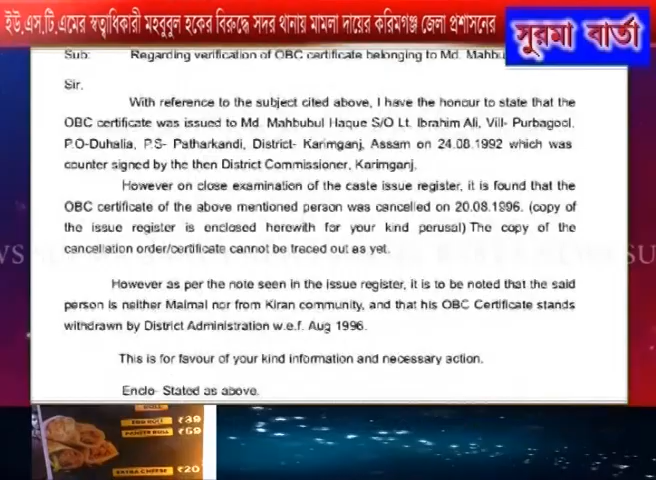 ইউ.এস.টি.এমের স্বত্বাধিকারী মহবুবুল হকের বিরুদ্ধে সদর থানায় মামলা দায়ের করিমগঞ্জ জেলা প্রশাসনের
সুরমা বার্তা
Sub: Regarding verification of OBC certificate belonging to Md. Mahbu
Sir,
With reference to the subject cited above, I have the honour to state that the
OBC certificate was issued to Md. Mahbubul Haque S/O Lt. Ibrahim Ali, Vill- Purbagool,
P.O-Duhalia, P.S- Patharkandi, District- Karimganj, Assam on 24.08.1992 which was
counter signed by the then District Commissioner, Karimganj.
However on close examination of the caste issue register, it is found that the
OBC certificate of the above mentioned person was cancelled on 20.08.1996. (copy of
the issue register is enclosed herewith for your kind perusal) The copy of the
cancellation order/certificate cannot be traced out as yet.
However as per the note seen in the issue register, it is to be noted that the said
person is neither Maimal nor from Kiran community, and that his OBC Certificate stands
withdrawn by District Administration w.e.f. Aug 1996.
This is for favour of your kind information and necessary action.
Enclo- Stated as above.
EGG ROLL ₹39
PANEER ROLL ₹59
EXTRA CHEESE ₹20